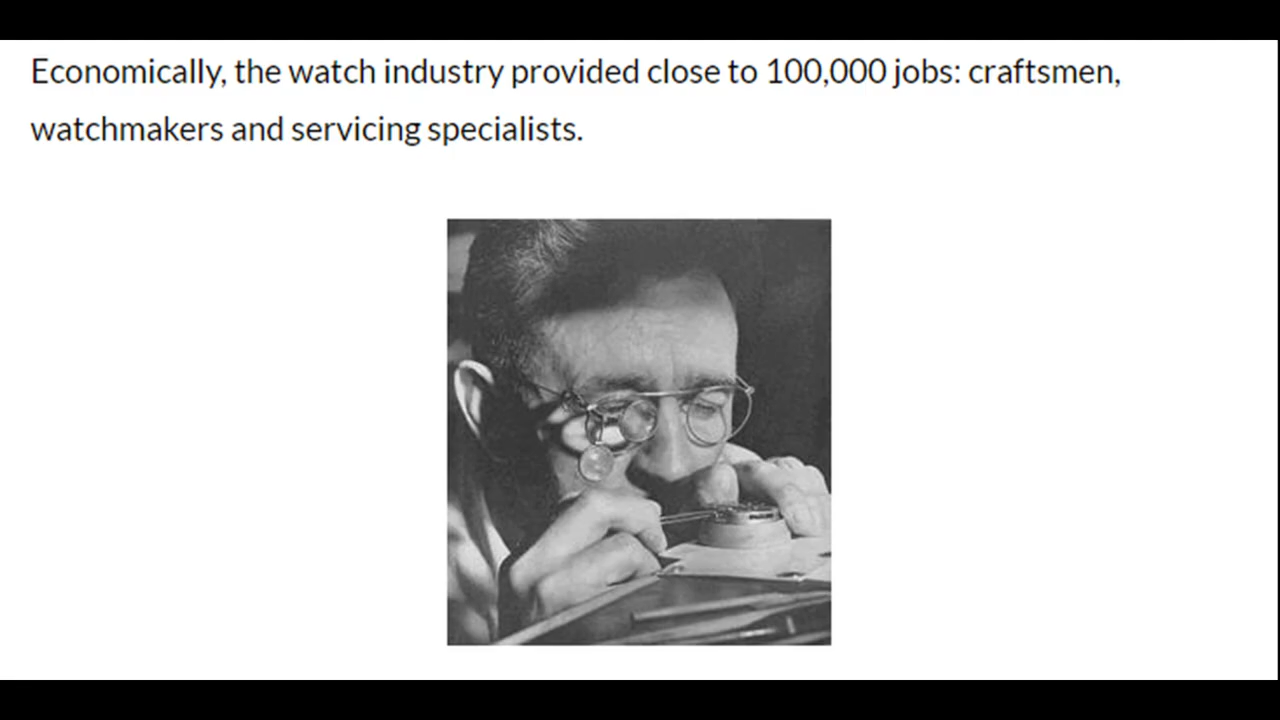 Economically, the watch industry provided close to 100,000 jobs: craftsmen,
watchmakers and servicing specialists.